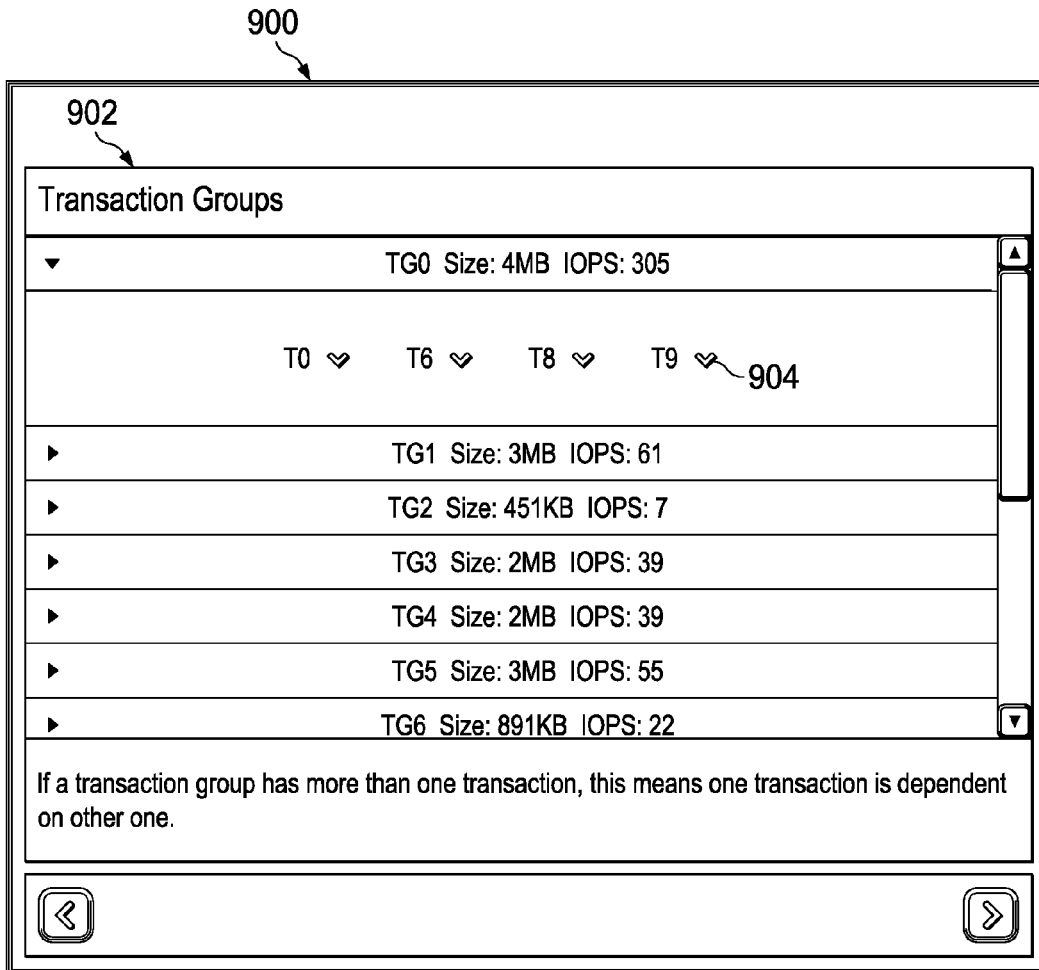 900
902
Transaction Groups
TG0 Size: 4MB IOPS: 305
T0 T6 T8 T9
904
TG1 Size: 3MB IOPS: 61
TG2 Size: 451KB IOPS: 7
TG3 Size: 2MB IOPS: 39
TG4 Size: 2MB IOPS: 39
TG5 Size: 3MB IOPS: 55
TG6 Size: 891KB IOPS: 22
If a transaction group has more than one transaction, this means one transaction is dependent
on other one.